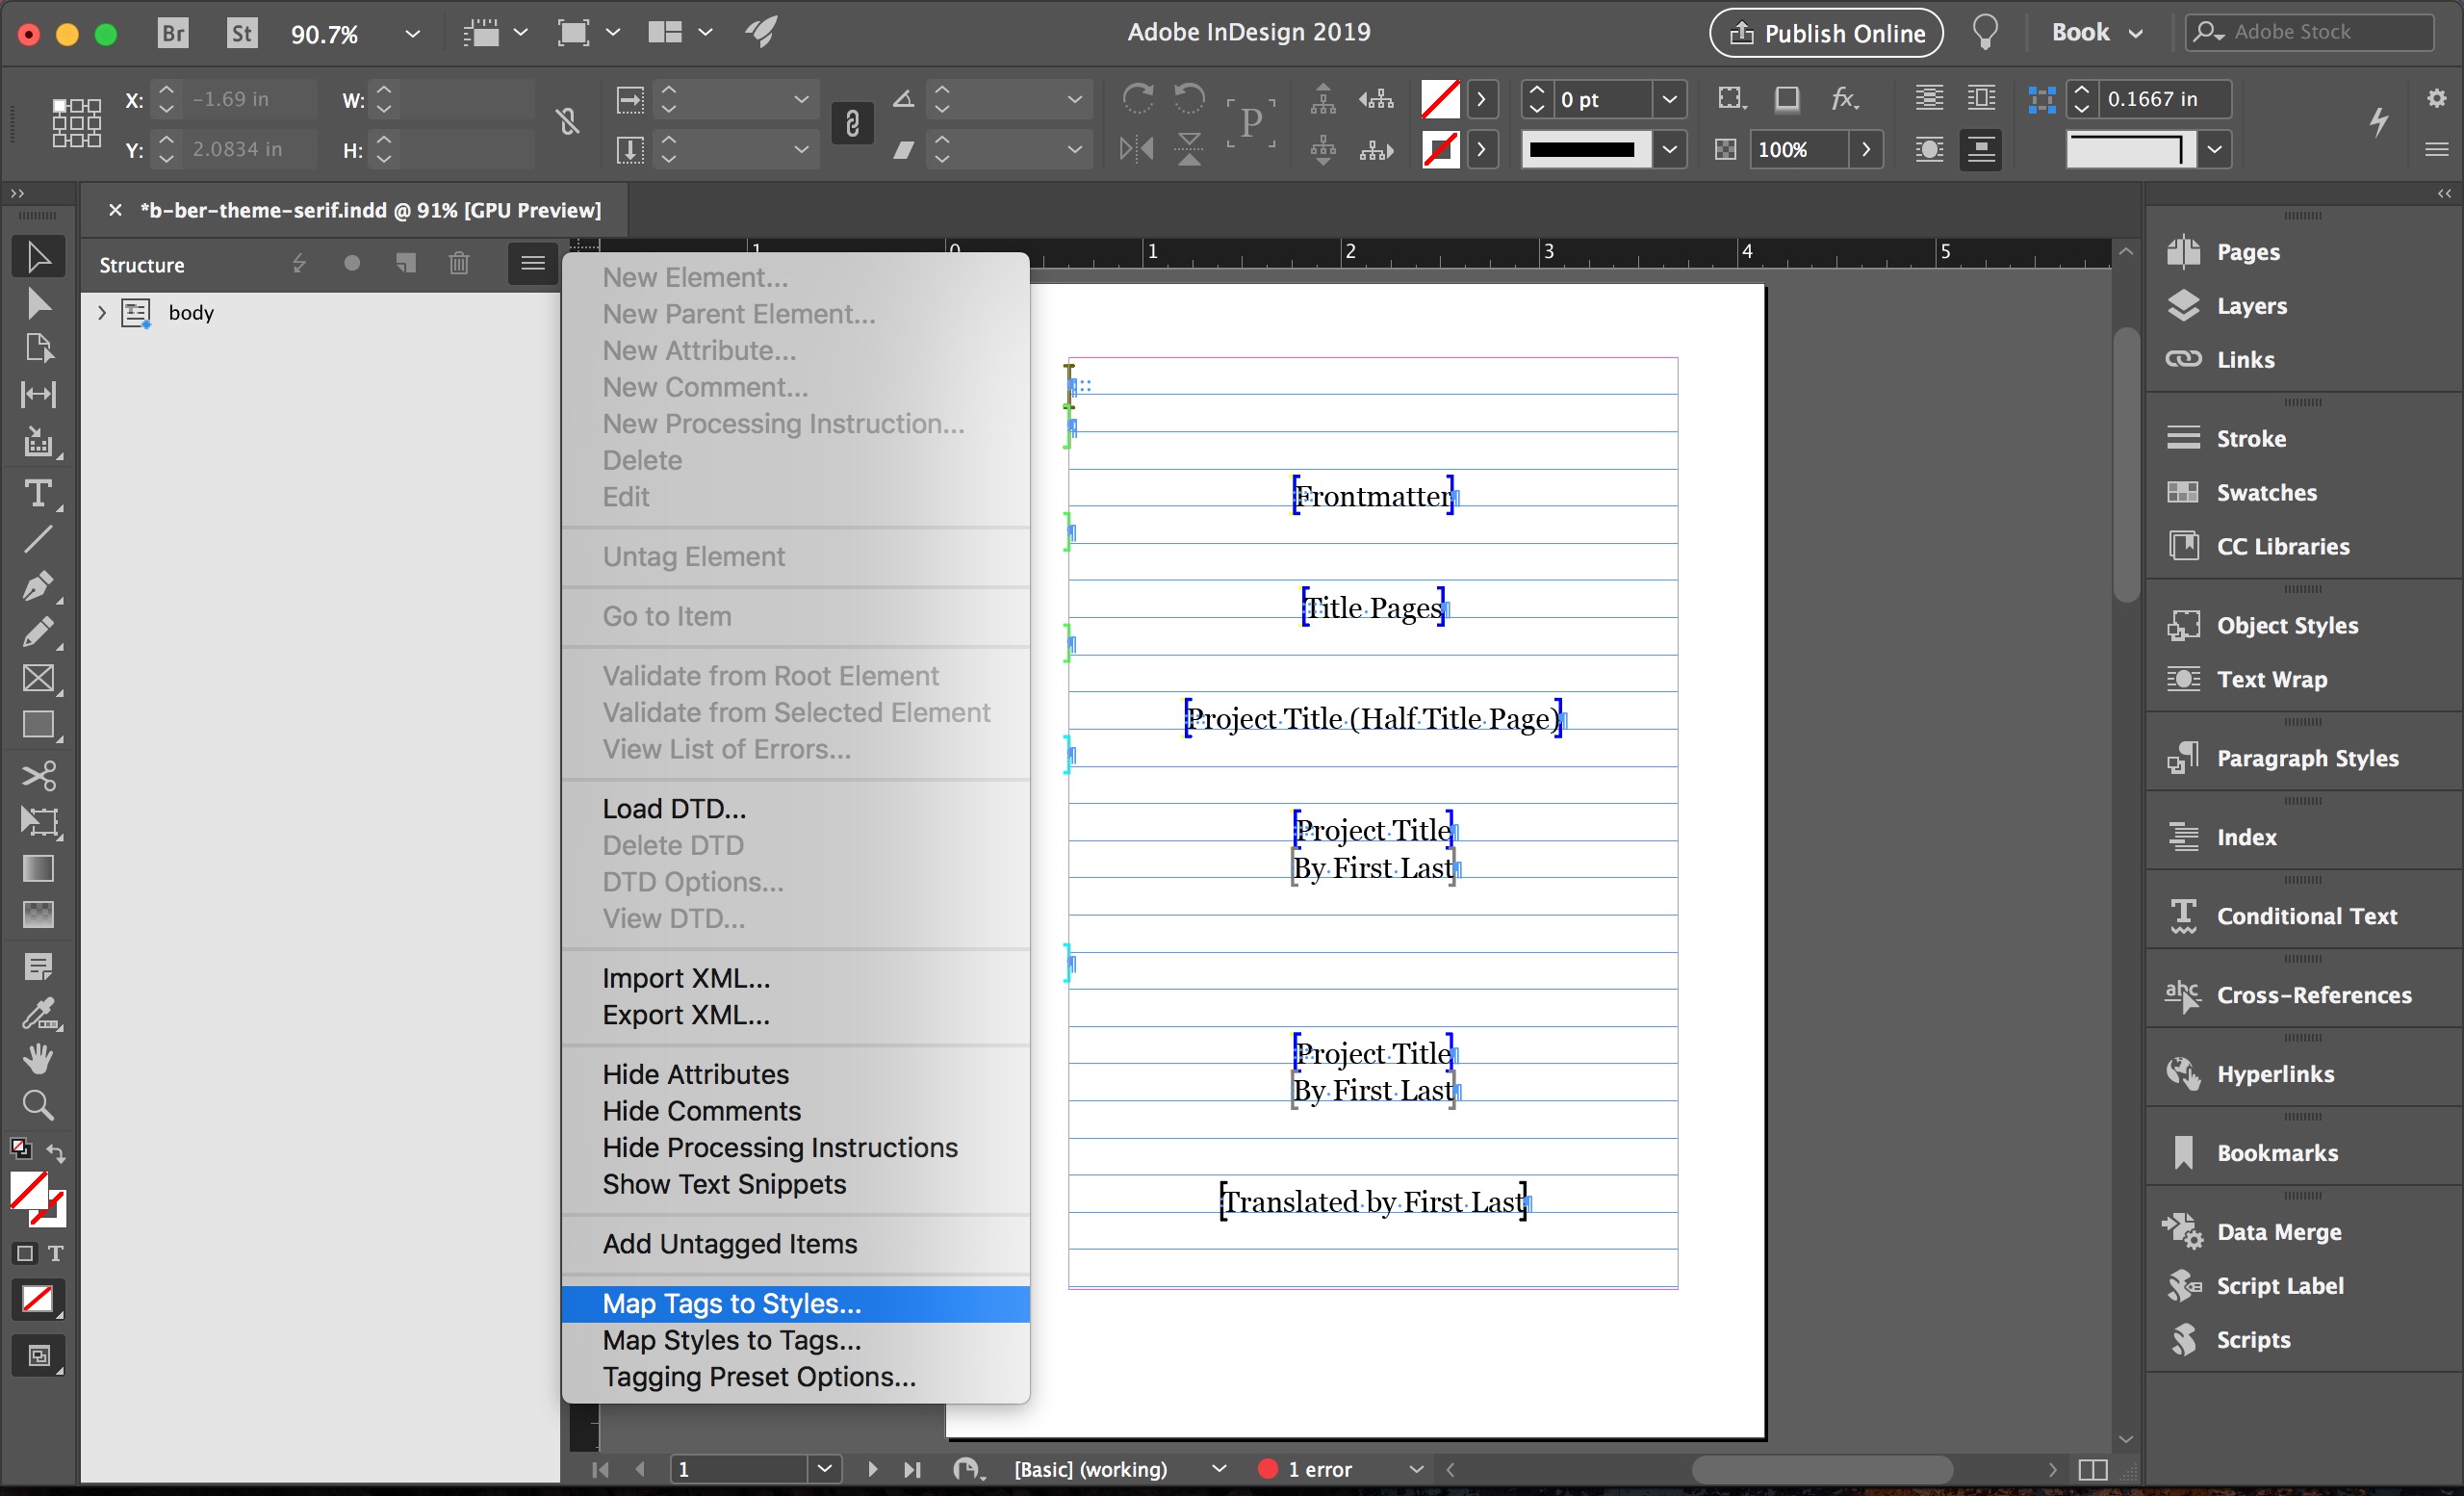 Br St 90.7% Adobe InDesign 2019 Publish Online Book Adobe Stock
X: -1.69 in W: 0 pt fx. 0.1667 in
Y: 2.0834 in H: P 100%
*b-ber-theme-serif.indd @ 91% [GPU Preview]
Structure
1 0 1 2 3 4 5
body
New Element...
New Parent Element...
New Attribute...
New Comment...
New Processing Instruction...
Delete
Edit
Untag Element
Go to Item
Validate from Root Element
Validate from Selected Element
View List of Errors...
Load DTD...
Delete DTD
DTD Options...
View DTD...
Import XML...
Export XML...
Hide Attributes
Hide Comments
Hide Processing Instructions
Show Text Snippets
Add Untagged Items
Map Tags to Styles...
Map Styles to Tags...
Tagging Preset Options...
Frontmatter
Title Pages
Project Title (Half Title Page)
Project Title
By First Last
Project Title
By First Last
Translated by First Last
Pages
Layers
Links
Stroke
Swatches
CC Libraries
Object Styles
Text Wrap
Paragraph Styles
Index
Conditional Text
abc Cross-References
Hyperlinks
Bookmarks
Data Merge
Script Label
Scripts
1 [Basic] (working) 1 error